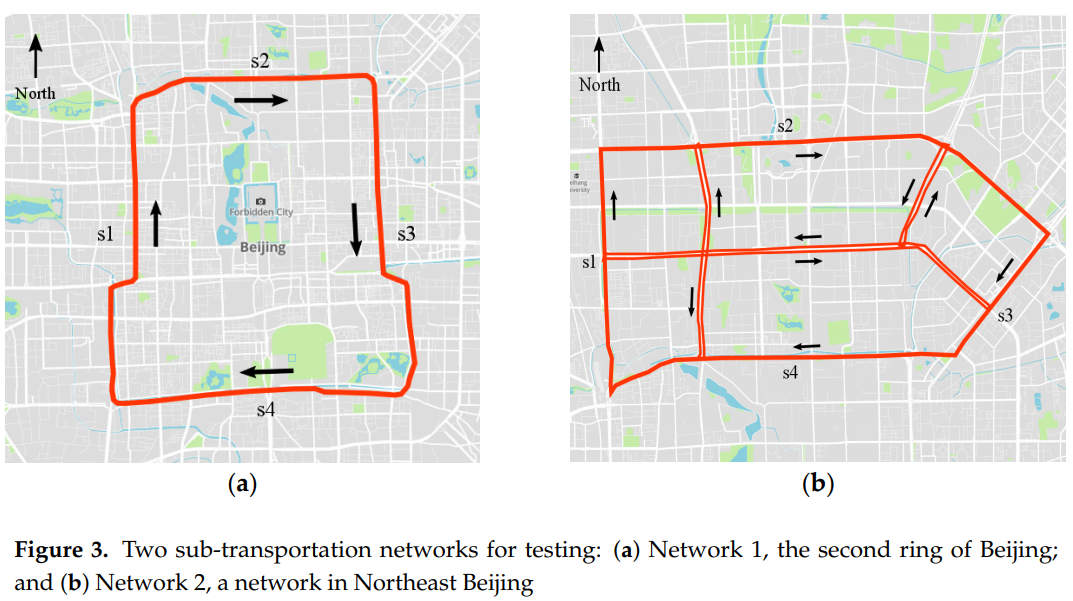 North
s2
s1
s3
Forbidden City
Beijing
s4
(a)
North
s2
s1
s3
s4
(b)
Figure 3. Two sub-transportation networks for testing: (a) Network 1, the second ring of Beijing;
and (b) Network 2, a network in Northeast Beijing